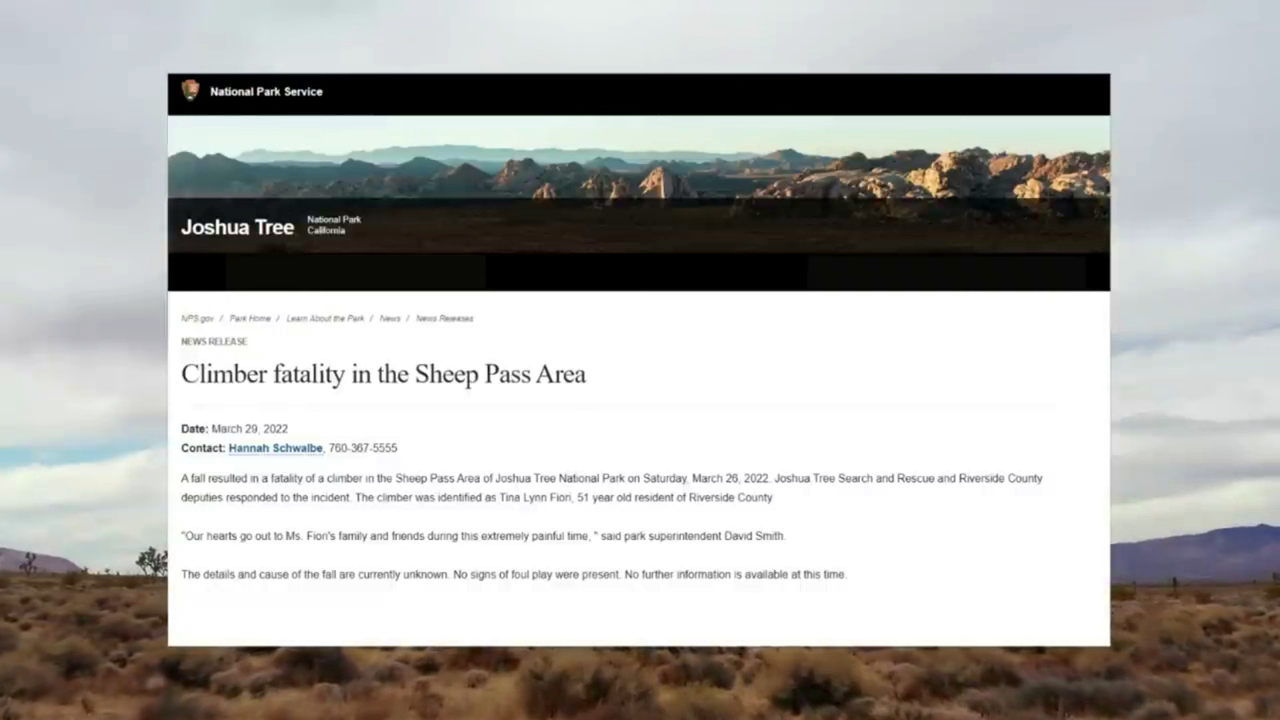 National Park Service
Joshua Tree
National Park
California
NPS.gov / Park Home / Learn About the Park / News / News Releases
NEWS RELEASE
Climber fatality in the Sheep Pass Area
Date: March 29, 2022
Contact: Hannah Schwalbe, 760-367-5555
A fall resulted in a fatality of a climber in the Sheep Pass Area of Joshua Tree National Park on Saturday, March 26, 2022. Joshua Tree Search and Rescue and Riverside County
deputies responded to the incident. The climber was identified as Tina Lynn Fiori, 51 year old resident of Riverside County
"Our hearts go out to Ms. Fiori's family and friends during this extremely painful time, " said park superintendent David Smith.
The details and cause of the fall are currently unknown. No signs of foul play were present. No further information is available at this time.